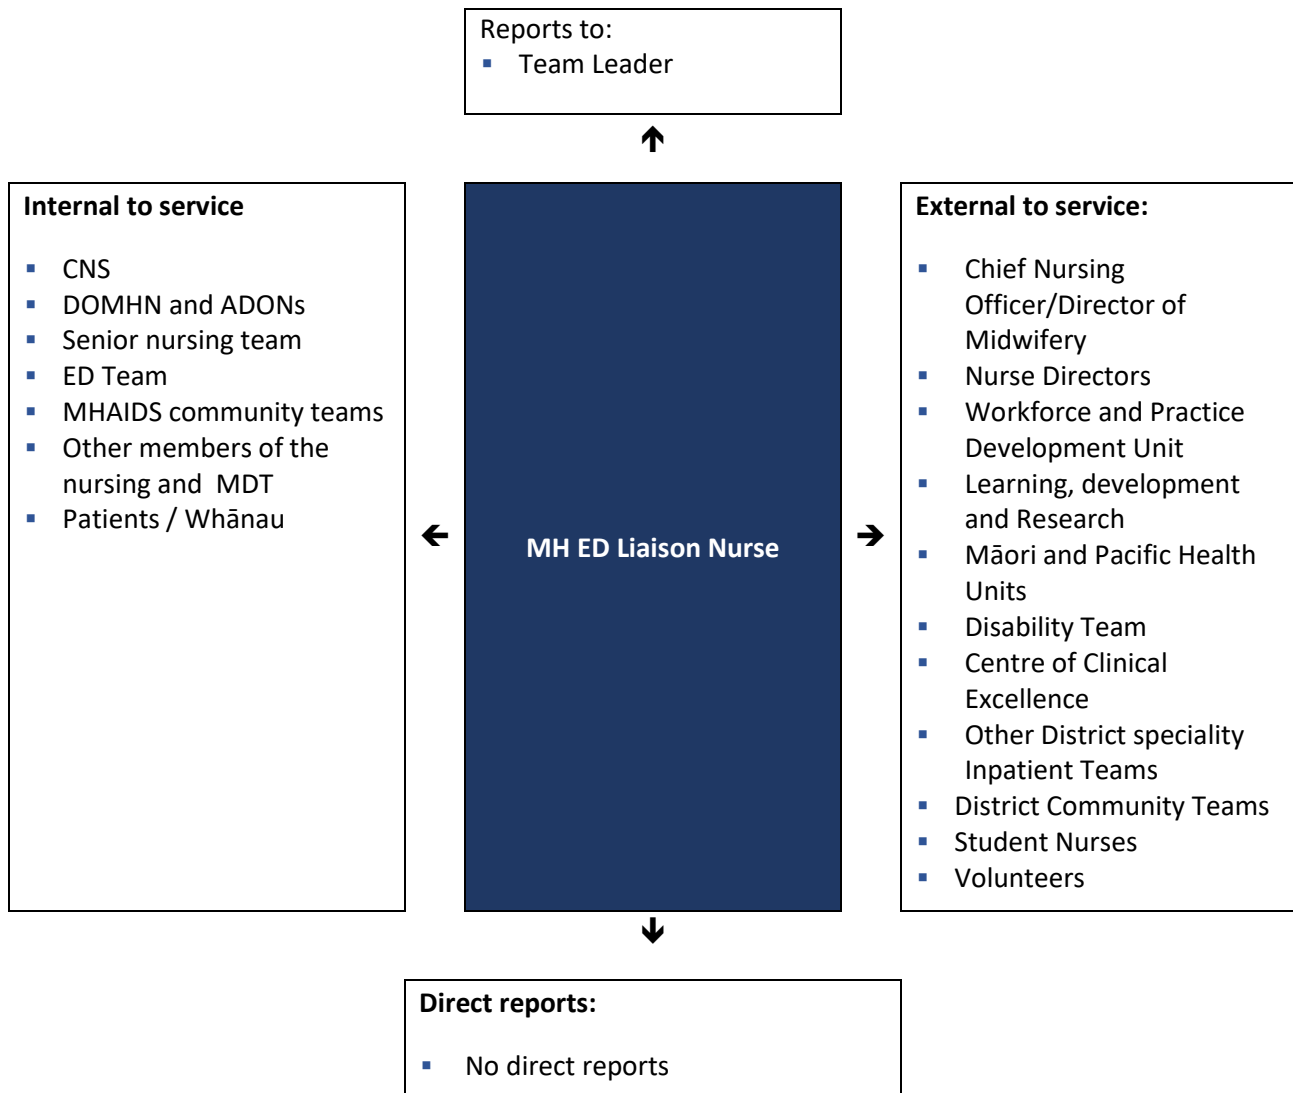 Reports to:
▪ Team Leader
Internal to service
▪ CNS
▪ DOMHN and ADONs
▪ Senior nursing team
▪ ED Team
▪ MHAIDS community teams
▪ Other members of the
nursing and MDT
▪ Patients / Whānau
MH ED Liaison Nurse
External to service:
▪ Chief Nursing
Officer/Director of
Midwifery
▪ Nurse Directors
▪ Workforce and Practice
Development Unit
▪ Learning, development
and Research
▪ Māori and Pacific Health
Units
▪ Disability Team
▪ Centre of Clinical
Excellence
▪ Other District speciality
Inpatient Teams
▪ District Community Teams
▪ Student Nurses
▪ Volunteers
Direct reports:
▪ No direct reports